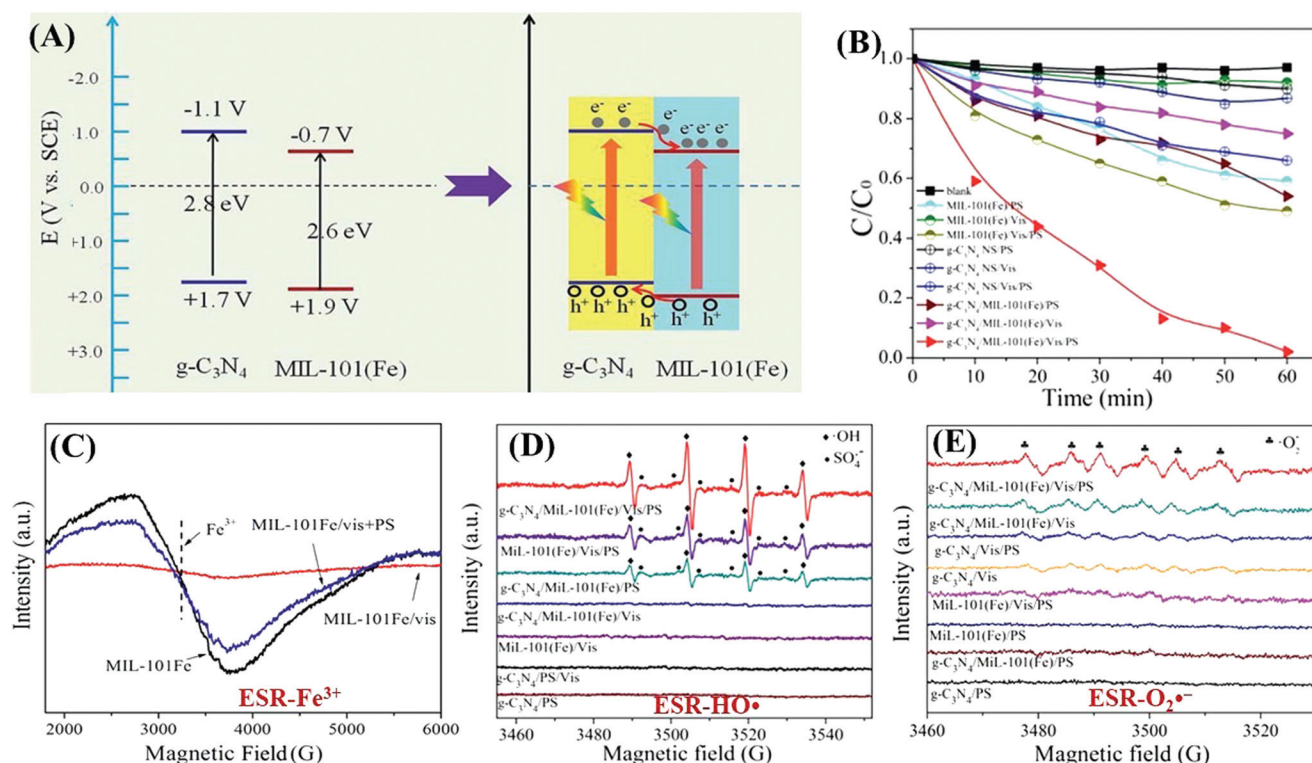 (A)
E (V vs. SCE)
-2.0
-1.0
0.0
+1.0
+2.0
+3.0
-1.1 V
-0.7 V
2.8 eV
2.6 eV
+1.7 V
+1.9 V
g-C₃N₄
MIL-101(Fe)
e⁻ e⁻
e⁻ e⁻ e⁻ e⁻
h⁺ h⁺ h⁺ h⁺ h⁺ h⁺
g-C₃N₄
MIL-101(Fe)
(B)
C/C₀
1.0
0.8
0.6
0.4
0.2
0.0
blank
MIL-101(Fe)/PS
MIL-101(Fe)/Vis
MIL-101(Fe)/Vis/PS
g-C₃N₄ NS/PS
g-C₃N₄ NS/Vis
g-C₃N₄ NS/Vis/PS
g-C₃N₄/MIL-101(Fe)/PS
g-C₃N₄/MIL-101(Fe)/Vis
g-C₃N₄/MIL-101(Fe)/Vis/PS
0 10 20 30 40 50 60
Time (min)
(C)
Intensity (a.u.)
Fe³⁺
MIL-101Fe/vis+PS
MIL-101Fe/vis
MIL-101Fe
ESR-Fe³⁺
2000 3000 4000 5000 6000
Magnetic Field (G)
(D)
Intensity (a.u.)
♦ ·OH
• SO₄·⁻
g-C₃N₄/MiL-101(Fe)/Vis/PS
MiL-101(Fe)/Vis/PS
g-C₃N₄/MiL-101(Fe)/PS
g-C₃N₄/MiL-101(Fe)/Vis
MiL-101(Fe)/Vis
g-C₃N₄/PS/Vis
g-C₃N₄/PS
ESR-HO•
3460 3480 3500 3520 3540
Magnetic field (G)
(E)
Intensity (a.u.)
♣ ·O₂⁻
g-C₃N₄/MiL-101(Fe)/Vis/PS
g-C₃N₄/MiL-101(Fe)/Vis
g-C₃N₄/Vis/PS
g-C₃N₄/Vis
MiL-101(Fe)/Vis/PS
MiL-101(Fe)/PS
g-C₃N₄/MiL-101(Fe)/PS
g-C₃N₄/PS
ESR-O₂•⁻
3460 3480 3500 3520
Magnetic field (G)